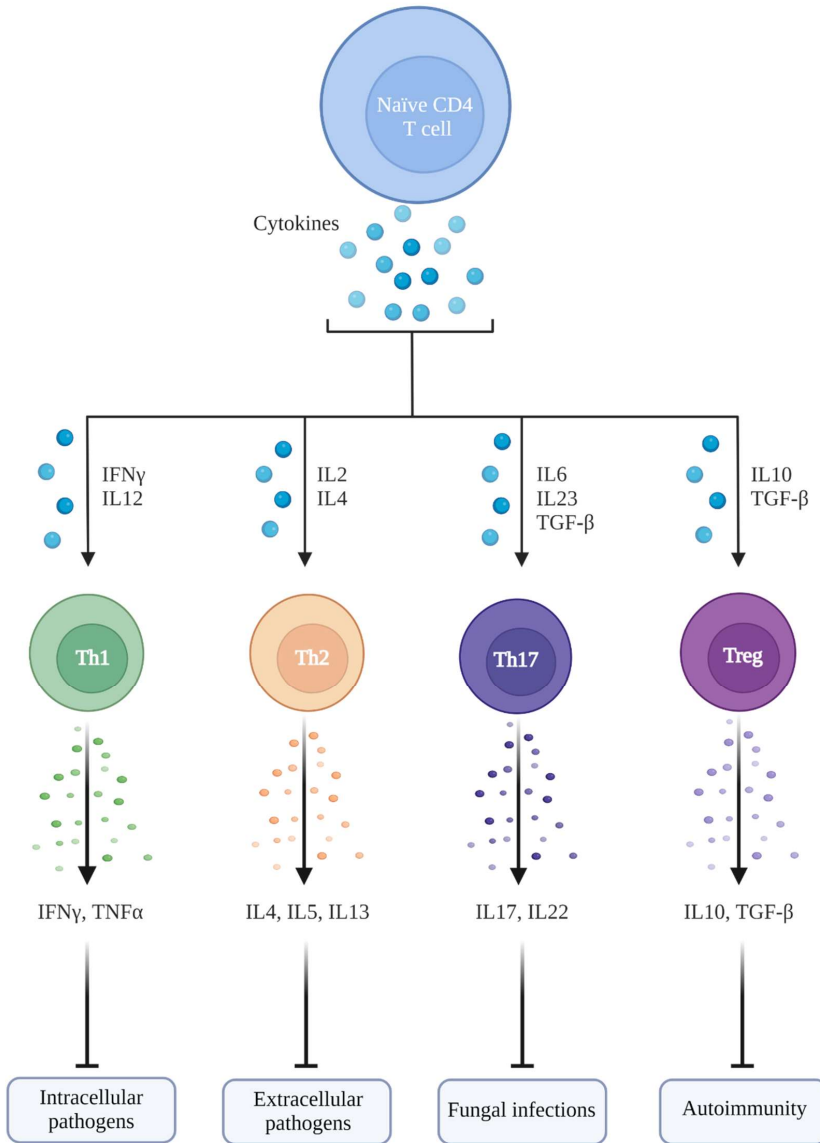 Naïve CD4
T cell
Cytokines
IFNγ
IL12
IL2
IL4
IL6
IL23
TGF-β
IL10
TGF-β
Th1
Th2
Th17
Treg
IFNγ, TNFα
IL4, IL5, IL13
IL17, IL22
IL10, TGF-β
Intracellular
pathogens
Extracellular
pathogens
Fungal infections
Autoimmunity